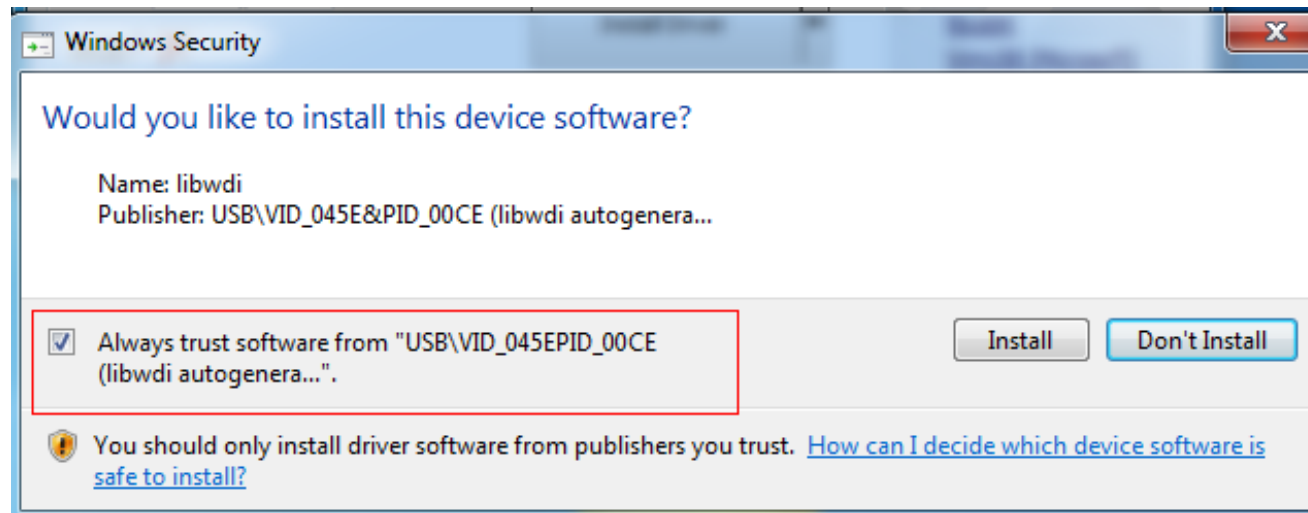 Windows Security
Would you like to install this device software?
Name: libwdi
Publisher: USB\VID_045E&PID_00CE (libwdi autogenera...
Always trust software from "USB\VID_045EPID_00CE
(libwdi autogenera...".
Install
Don't Install
You should only install driver software from publishers you trust. How can I decide which device software is
safe to install?